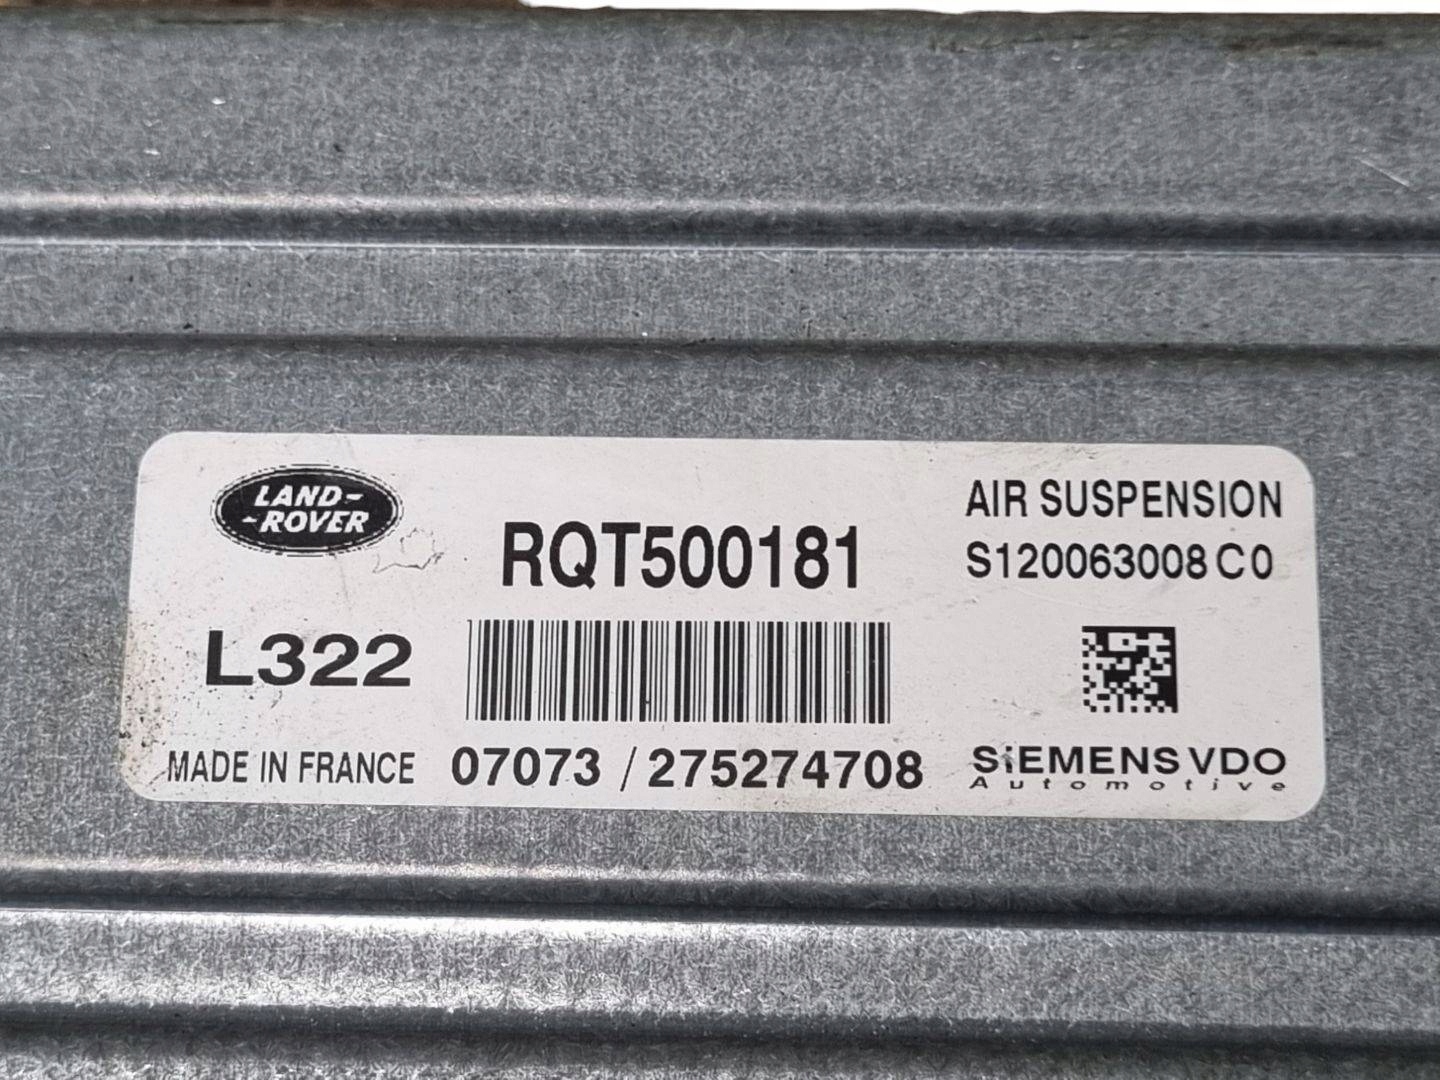 LAND-
-ROVER
RQT500181
AIR SUSPENSION
S120063008 C0
L322
MADE IN FRANCE
07073 / 275274708
SiEMENS VDO
Automotive